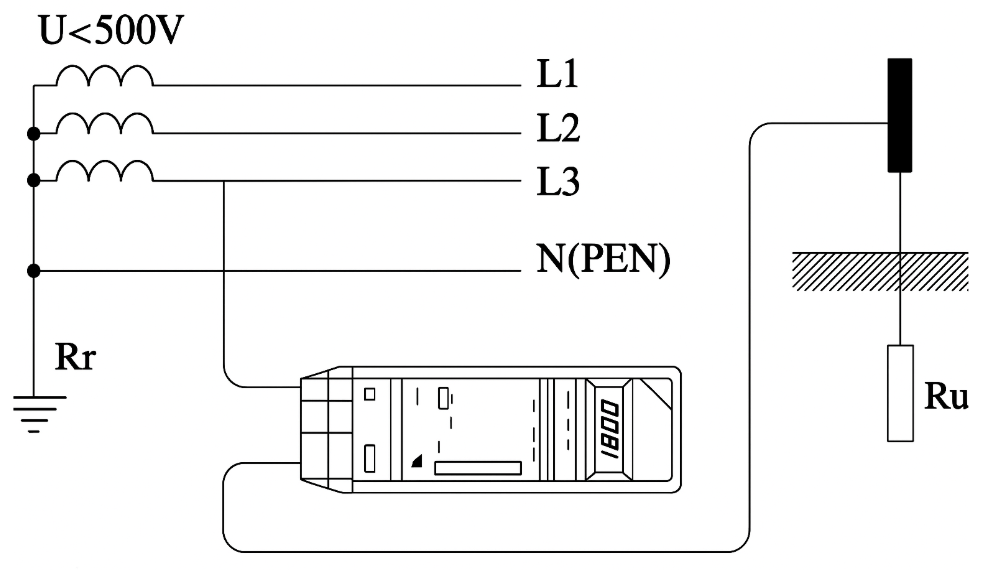 U<500V
L1
L2
L3
N(PEN)
Rr
Ru
1800